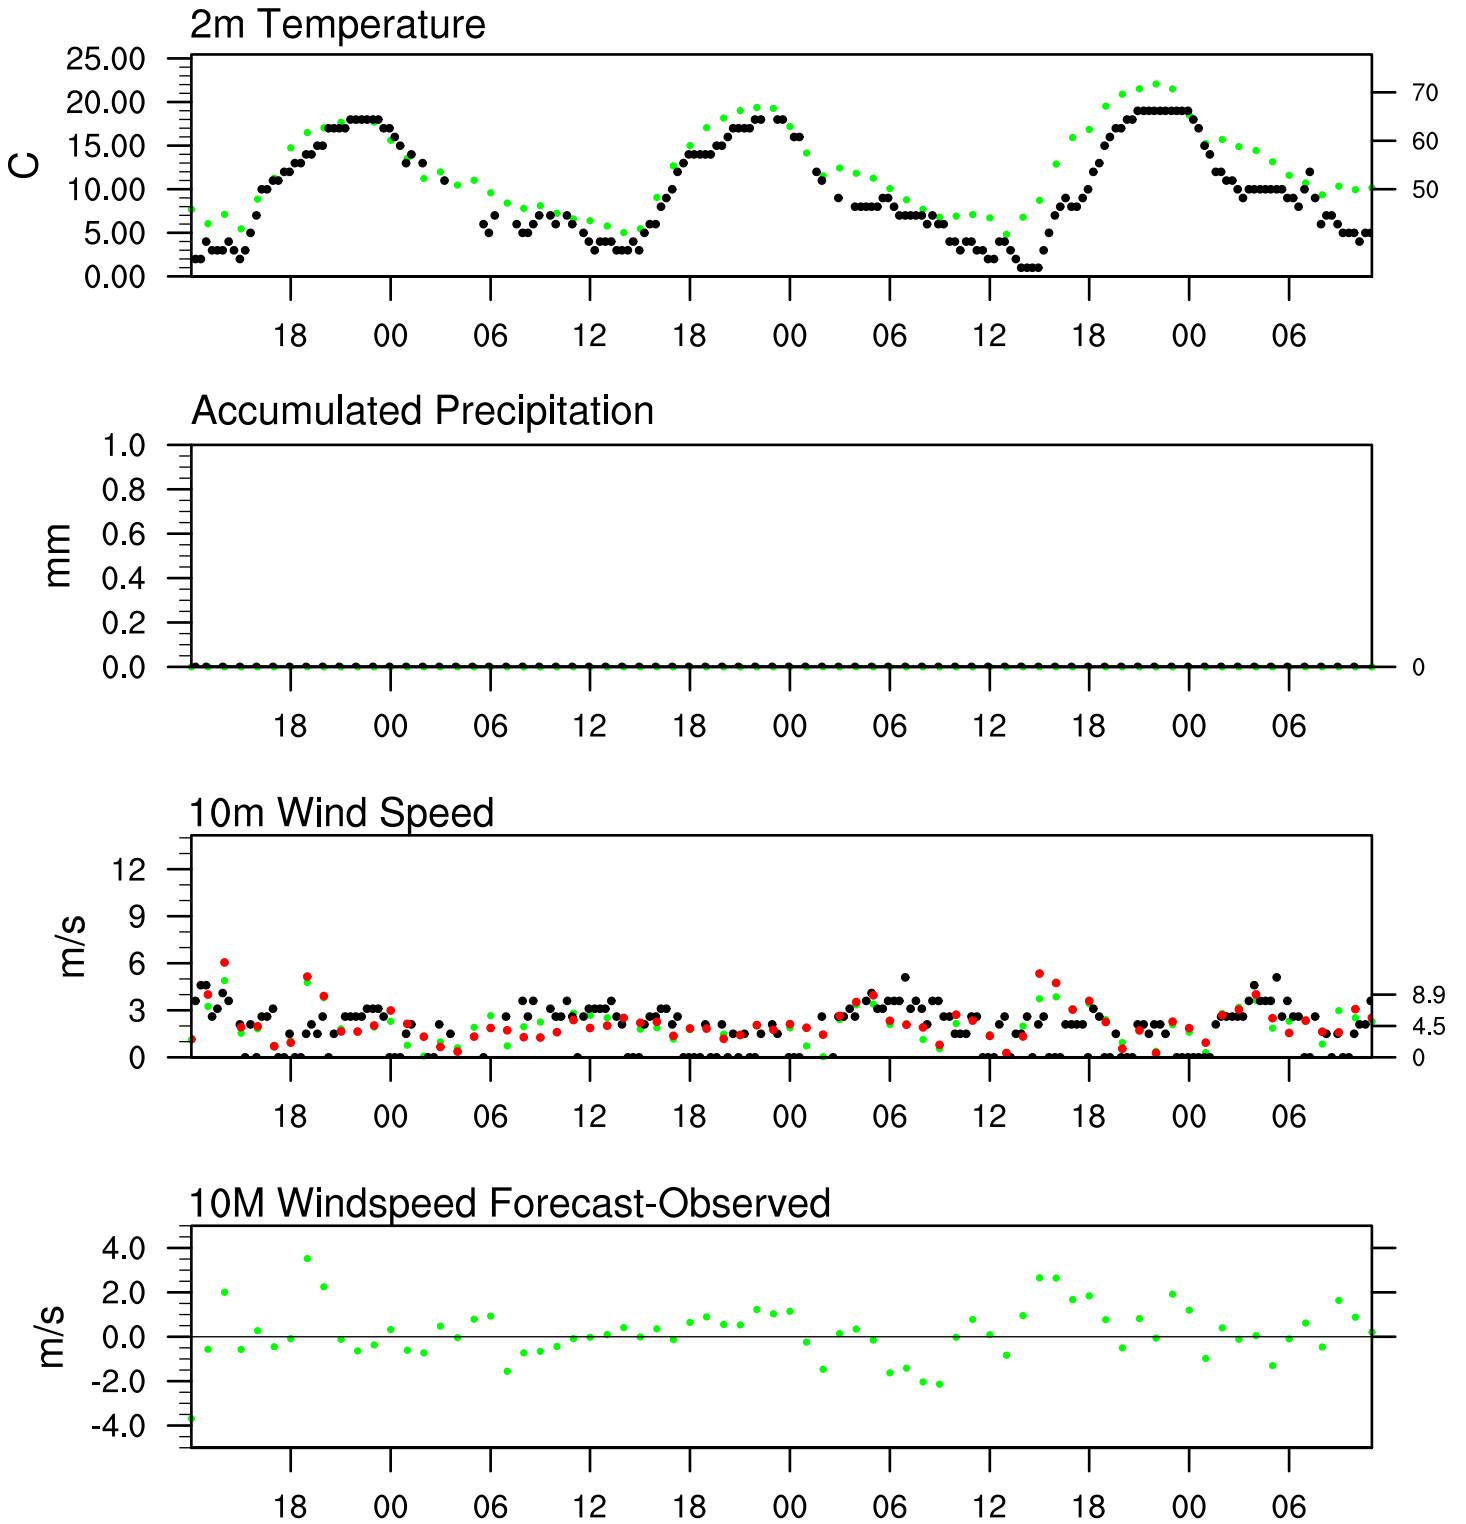 2m Temperature
25.00
20.00
15.00
10.00
5.00
0.00
C
70
60
50
18 00 06 12 18 00 06 12 18 00 06
Accumulated Precipitation
1.0
0.8
0.6
0.4
0.2
0.0
mm
0
18 00 06 12 18 00 06 12 18 00 06
10m Wind Speed
12
9
6
3
0
m/s
8.9
4.5
0
18 00 06 12 18 00 06 12 18 00 06
10M Windspeed Forecast-Observed
4.0
2.0
0.0
-2.0
-4.0
m/s
18 00 06 12 18 00 06 12 18 00 06